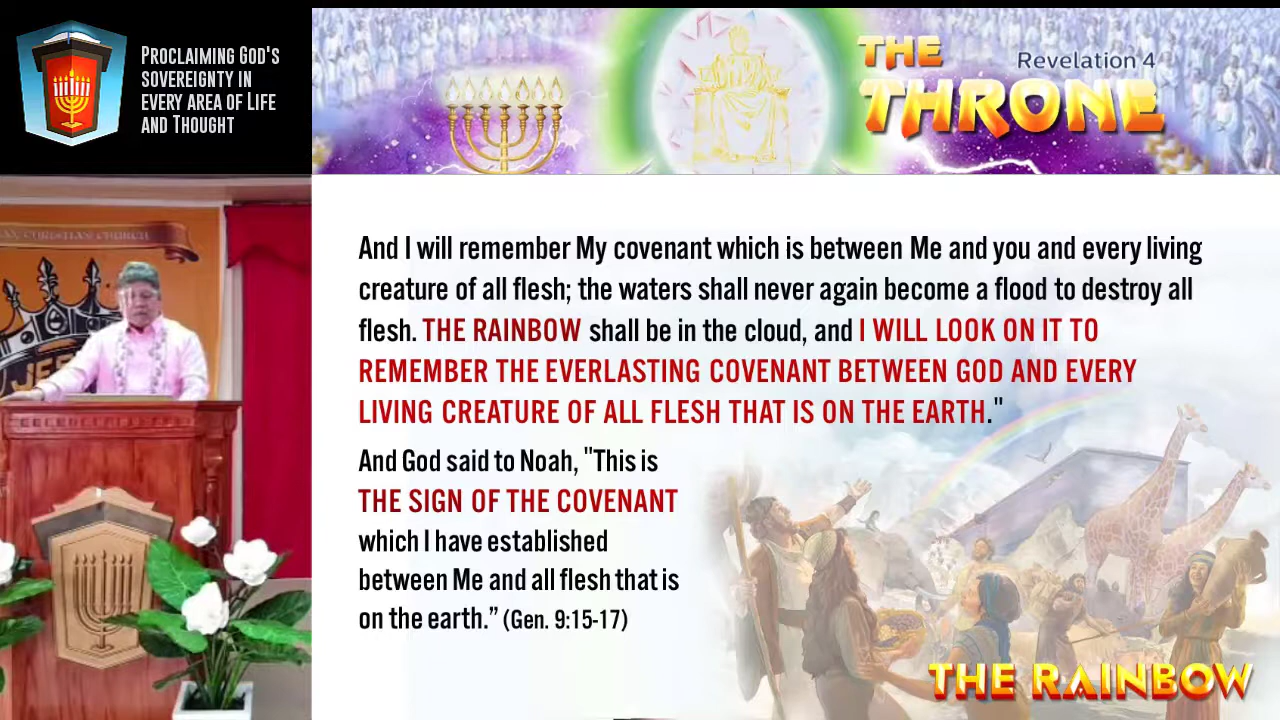 PROCLAIMING GOD'S
SOVEREIGNTY IN
EVERY AREA OF LIFE
AND THOUGHT
THE
THRONE
Revelation 4
CHRISTIAN CHURCH
And I will remember My covenant which is between Me and you and every living
creature of all flesh; the waters shall never again become a flood to destroy all
flesh. THE RAINBOW shall be in the cloud, and I WILL LOOK ON IT TO
REMEMBER THE EVERLASTING COVENANT BETWEEN GOD AND EVERY
LIVING CREATURE OF ALL FLESH THAT IS ON THE EARTH."
And God said to Noah, "This is
THE SIGN OF THE COVENANT
which I have established
between Me and all flesh that is
on the earth.” (Gen. 9:15-17)
THE RAINBOW